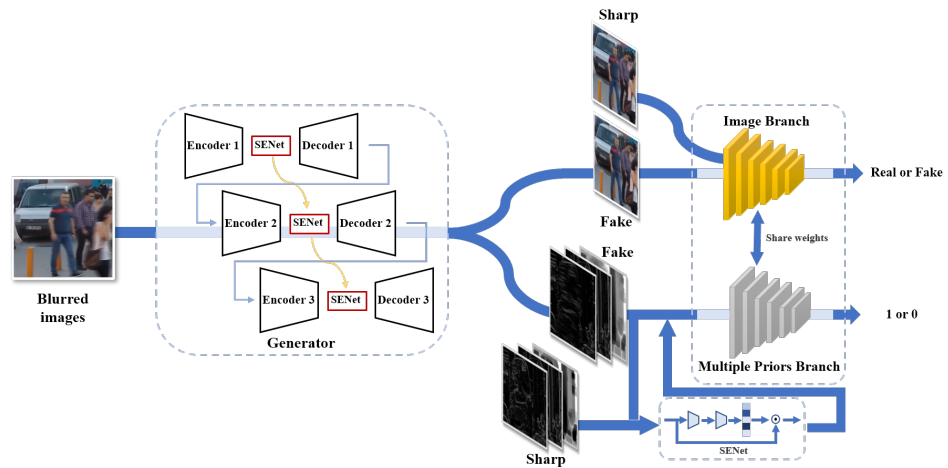 Sharp
Image Branch
Encoder 1
SENet
Decoder 1
Real or Fake
Fake
Encoder 2
SENet
Decoder 2
Share weights
Fake
Blurred
images
Encoder 3
SENet
Decoder 3
1 or 0
Generator
Multiple Priors Branch
SENet
Sharp